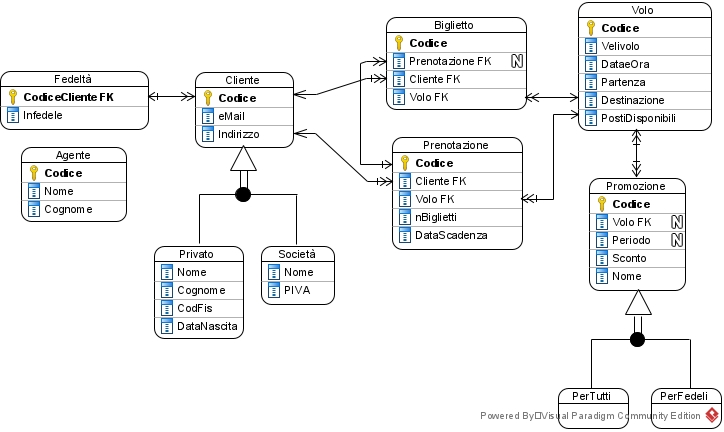 Fedeltà
CodiceCliente FK
Infedele
Agente
Codice
Nome
Cognome
Cliente
Codice
eMail
Indirizzo
Privato
Nome
Cognome
CodFis
DataNascita
Società
Nome
PIVA
Biglietto
Codice
Prenotazione FK N
Cliente FK
Volo FK
Prenotazione
Codice
Cliente FK
Volo FK
nBiglietti
DataScadenza
Volo
Codice
Velivolo
DataeOra
Partenza
Destinazione
PostiDisponibili
Promozione
Codice
Volo FK N
Periodo N
Sconto
Nome
PerTutti
PerFedeli
Powered By Visual Paradigm Community Edition